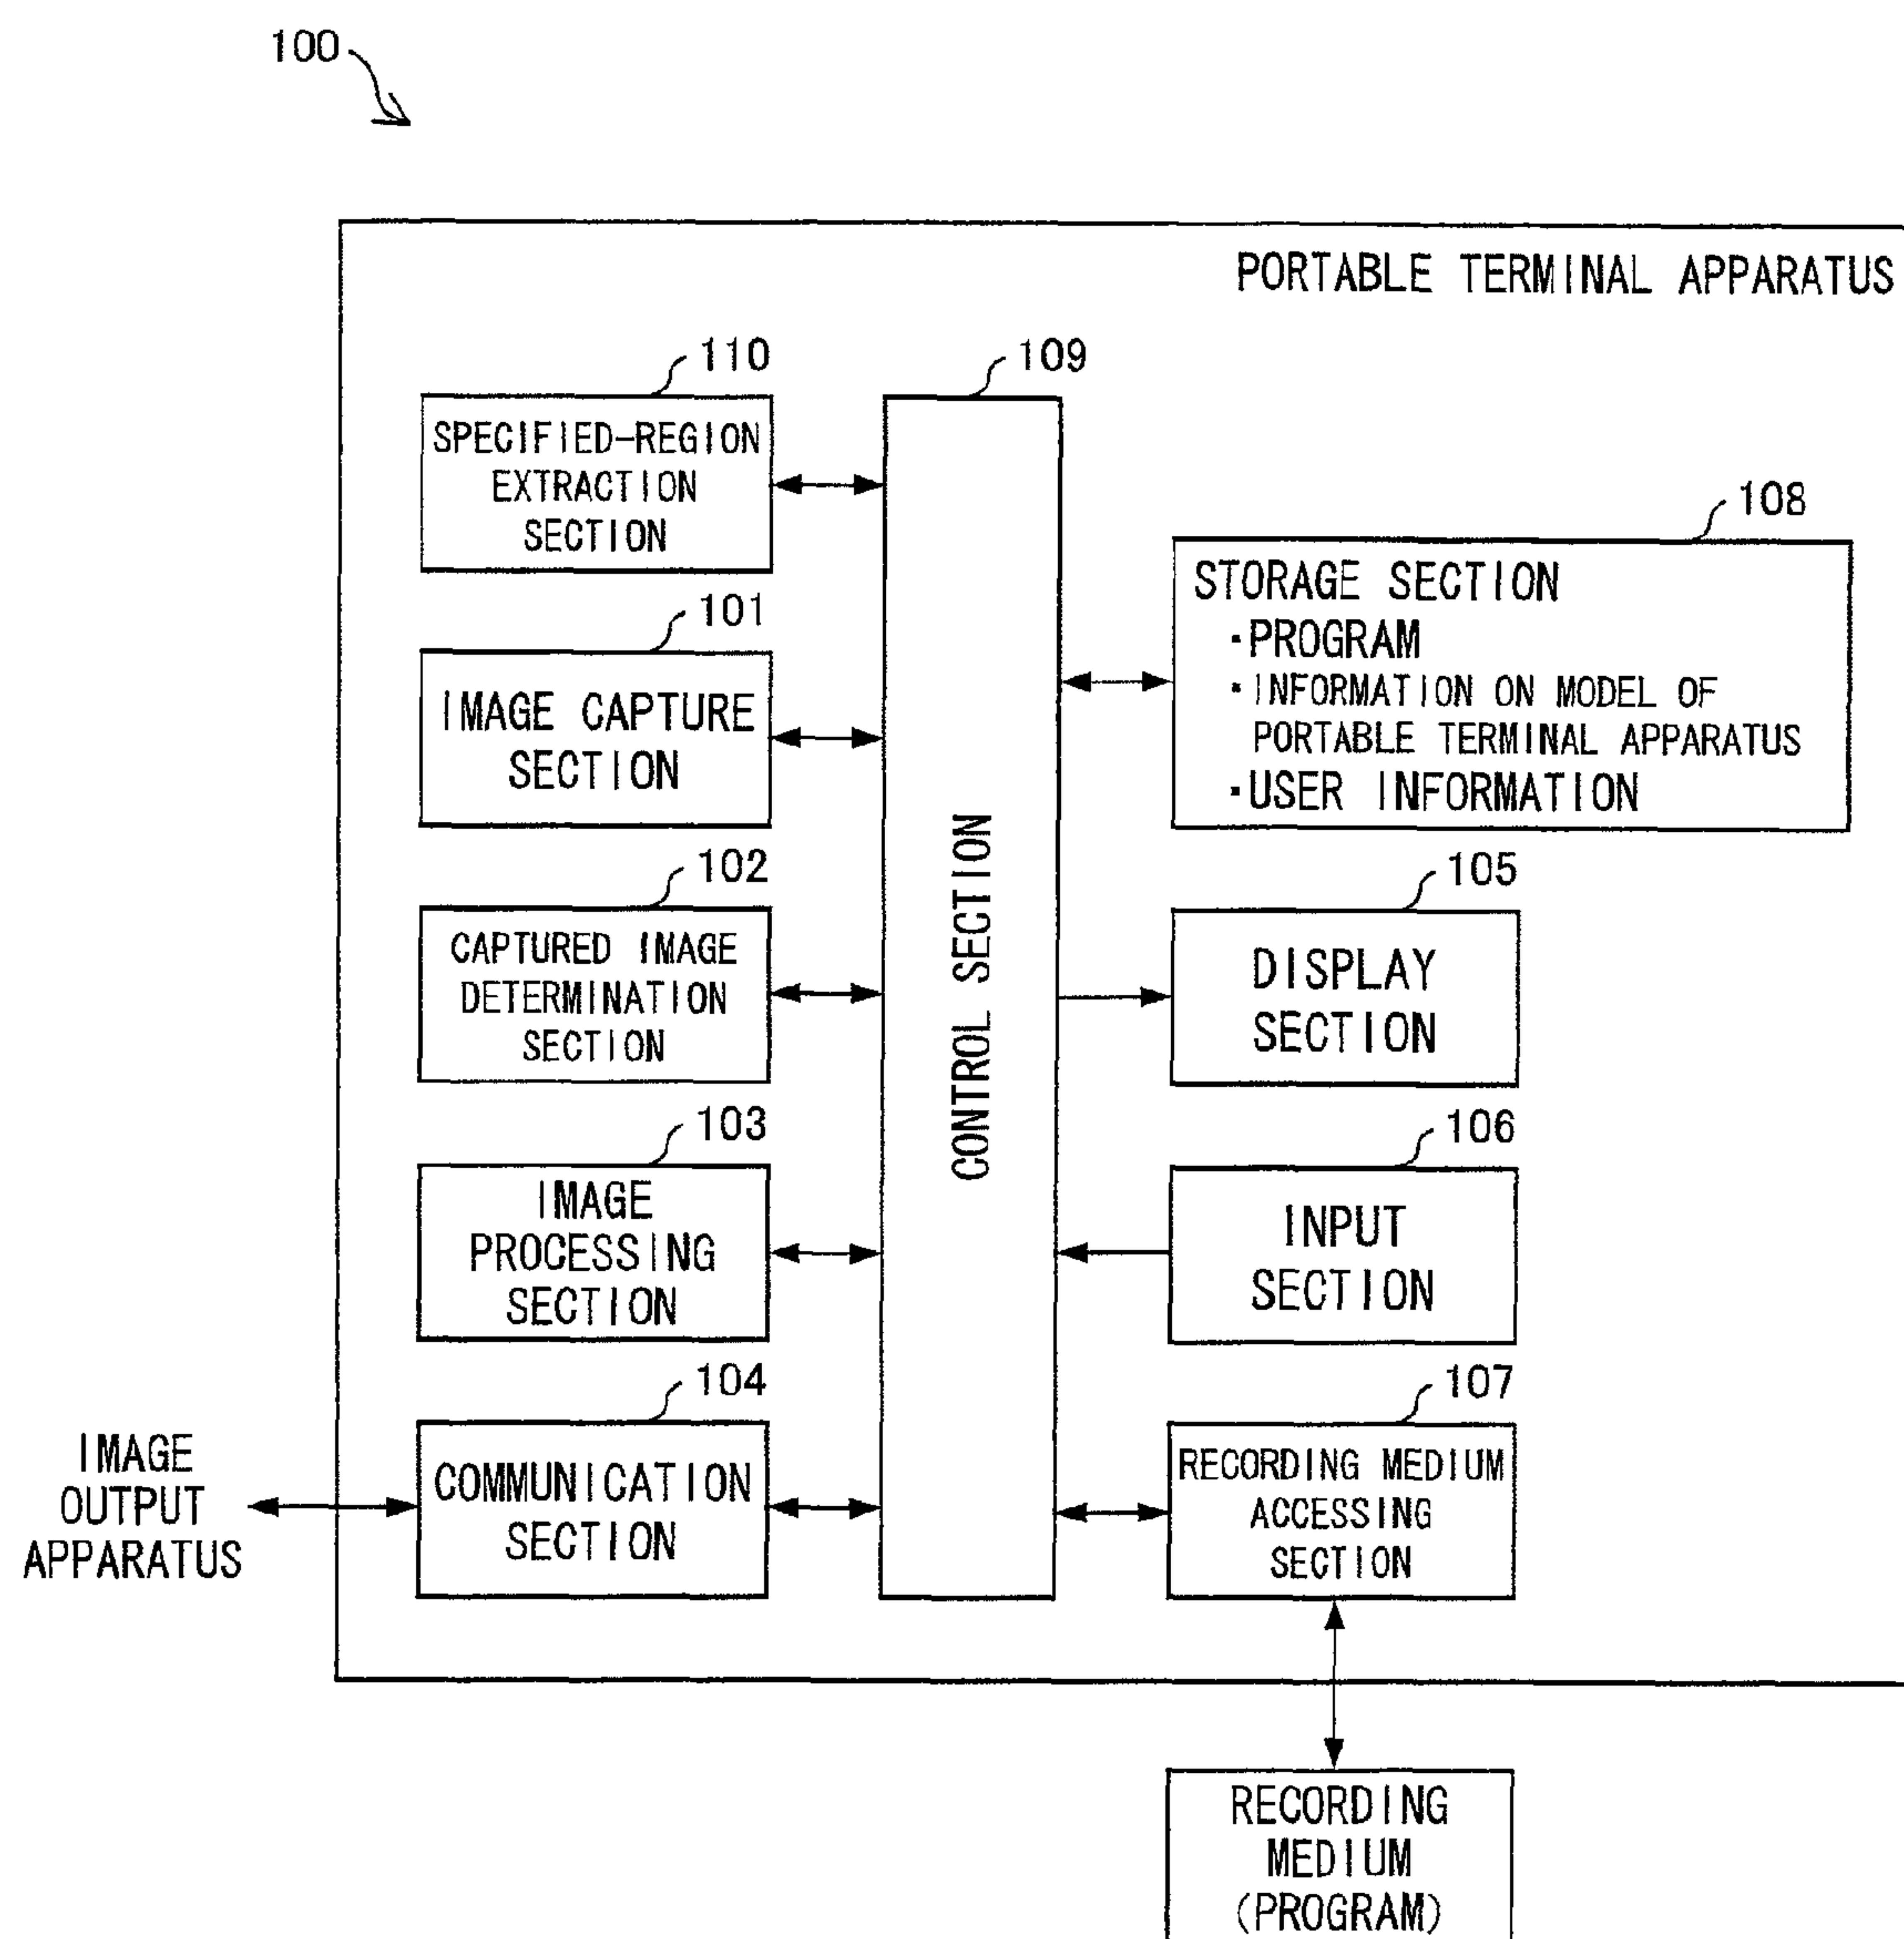 100
PORTABLE TERMINAL APPARATUS
110
SPECIFIED-REGION
EXTRACTION
SECTION
101
IMAGE CAPTURE
SECTION
102
CAPTURED IMAGE
DETERMINATION
SECTION
103
IMAGE
PROCESSING
SECTION
104
COMMUNICATION
SECTION
IMAGE
OUTPUT
APPARATUS
109
CONTROL SECTION
108
STORAGE SECTION
・PROGRAM
・INFORMATION ON MODEL OF
PORTABLE TERMINAL APPARATUS
・USER INFORMATION
105
DISPLAY
SECTION
106
INPUT
SECTION
107
RECORDING MEDIUM
ACCESSING
SECTION
RECORDING
MEDIUM
(PROGRAM)